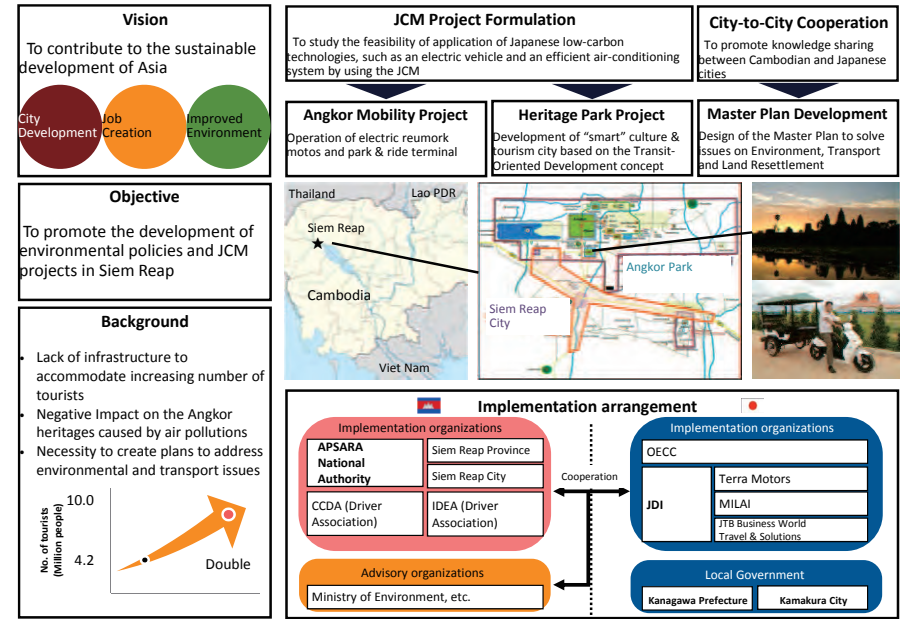 Vision
To contribute to the sustainable
development of Asia
City
Development
Job
Creation
Improved
Environment
JCM Project Formulation
To study the feasibility of application of Japanese low-carbon
technologies, such as an electric vehicle and an efficient air-conditioning
system by using the JCM
City-to-City Cooperation
To promote knowledge sharing
between Cambodian and Japanese
cities
Angkor Mobility Project
Operation of electric reumork
motos and park & ride terminal
Heritage Park Project
Development of “smart” culture &
tourism city based on the Transit-
Oriented Development concept
Master Plan Development
Design of the Master Plan to solve
issues on Environment, Transport
and Land Resettlement
Objective
To promote the development of
environmental policies and JCM
projects in Siem Reap
Thailand
Lao PDR
Siem Reap
Cambodia
Viet Nam
Angkor Park
Siem Reap
City
Background
• Lack of infrastructure to
accommodate increasing number of
tourists
• Negative Impact on the Angkor
heritages caused by air pollutions
• Necessity to create plans to address
environmental and transport issues
No. of tourists
(Million people)
10.0
4.2
Double
Implementation arrangement
Implementation organizations
APSARA
National
Authority
Siem Reap Province
Siem Reap City
CCDA (Driver
Association)
IDEA (Driver
Association)
Cooperation
Implementation organizations
OECC
JDI
Terra Motors
MILAI
JTB Business World
Travel & Solutions
Advisory organizations
Ministry of Environment, etc.
Local Government
Kanagawa Prefecture
Kamakura City